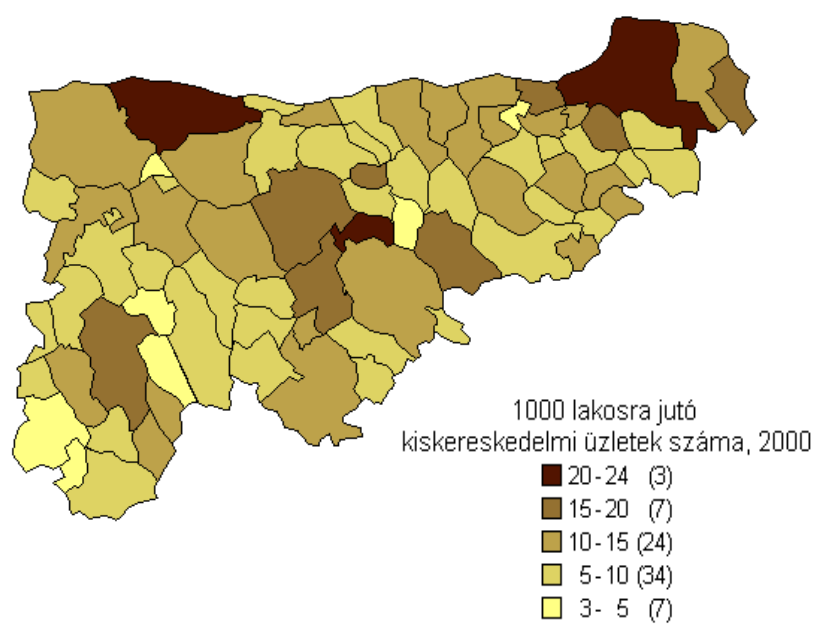 1000 lakosra jutó
kiskereskedelmi üzletek száma, 2000
20-24 (3)
15-20 (7)
10-15 (24)
5-10 (34)
3- 5 (7)